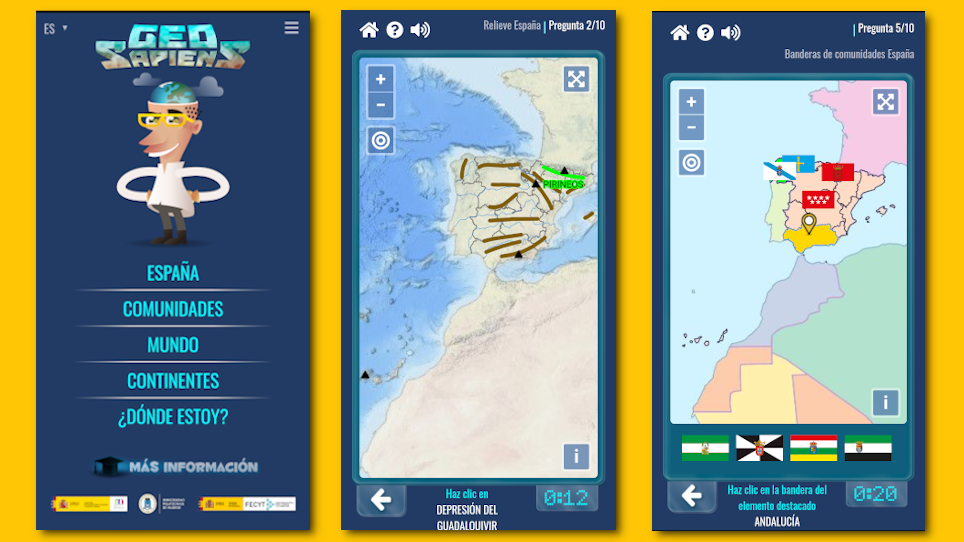 ES
GEO
SAPIENS
ESPAÑA
COMUNIDADES
MUNDO
CONTINENTES
¿DÓNDE ESTOY?
MÁS INFORMACIÓN
FECYT
Relieve España | Pregunta 2/10
+
−
PIRINEOS
i
Haz clic en
DEPRESIÓN DEL
GUADALQUIVIR
0:12
| Pregunta 5/10
Banderas de comunidades España
+
−
i
Haz clic en la bandera del
elemento destacado
ANDALUCÍA
0:20